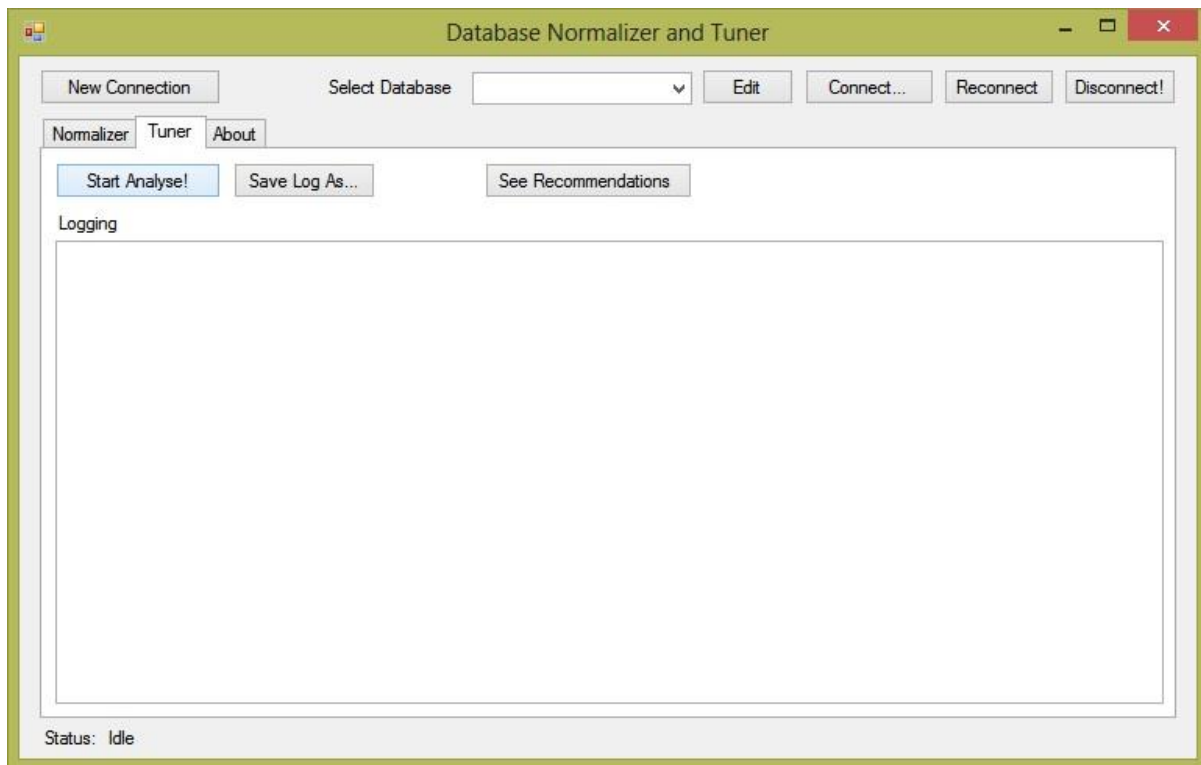 Database Normalizer and Tuner
New Connection Select Database Edit Connect... Reconnect Disconnect!
Normalizer Tuner About
Start Analyse! Save Log As... See Recommendations
Logging
Status: Idle